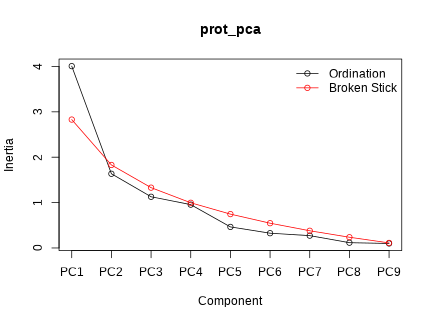 prot_pca
Ordination
Broken Stick
Inertia
4
3
2
1
0
PC1 PC2 PC3 PC4 PC5 PC6 PC7 PC8 PC9
Component